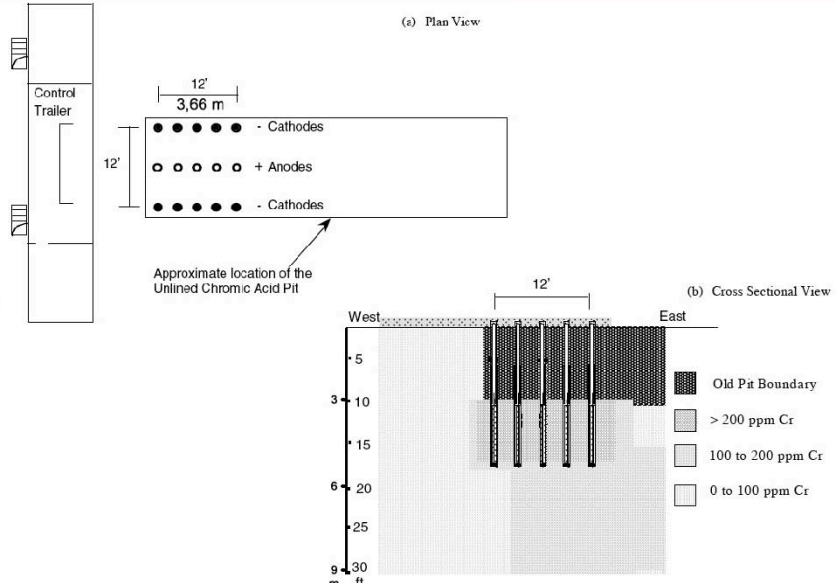 (a) Plan View
Control
Trailer
12'
3,66 m
- Cathodes
12'
+ Anodes
- Cathodes
Approximate location of the
Unlined Chromic Acid Pit
12'
(b) Cross Sectional View
West
East
5
3 10
15
6 20
25
9 30
m ft
Old Pit Boundary
> 200 ppm Cr
100 to 200 ppm Cr
0 to 100 ppm Cr